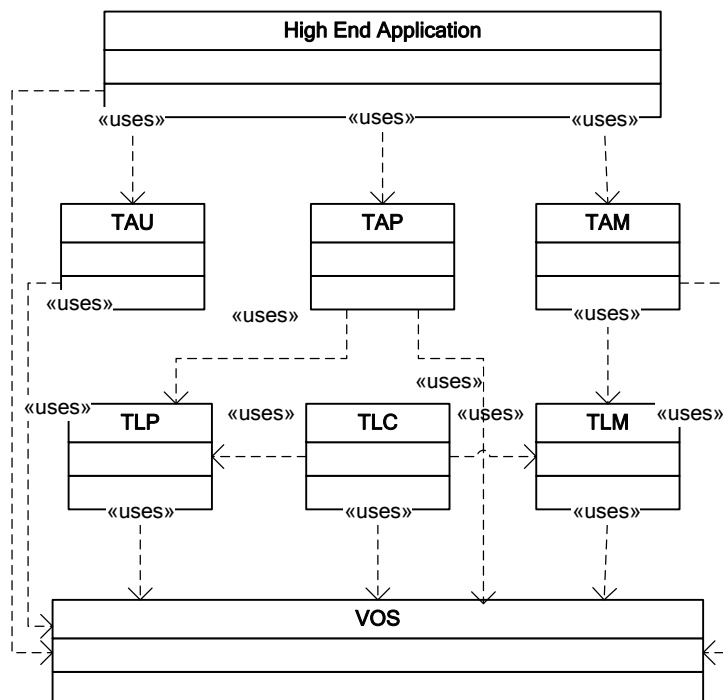 High End Application
«uses» «uses» «uses»
TAU TAP TAM
«uses» «uses» «uses»
«uses»
«uses» «uses» «uses» «uses»
TLP TLC TLM
«uses» «uses» «uses»
VOS